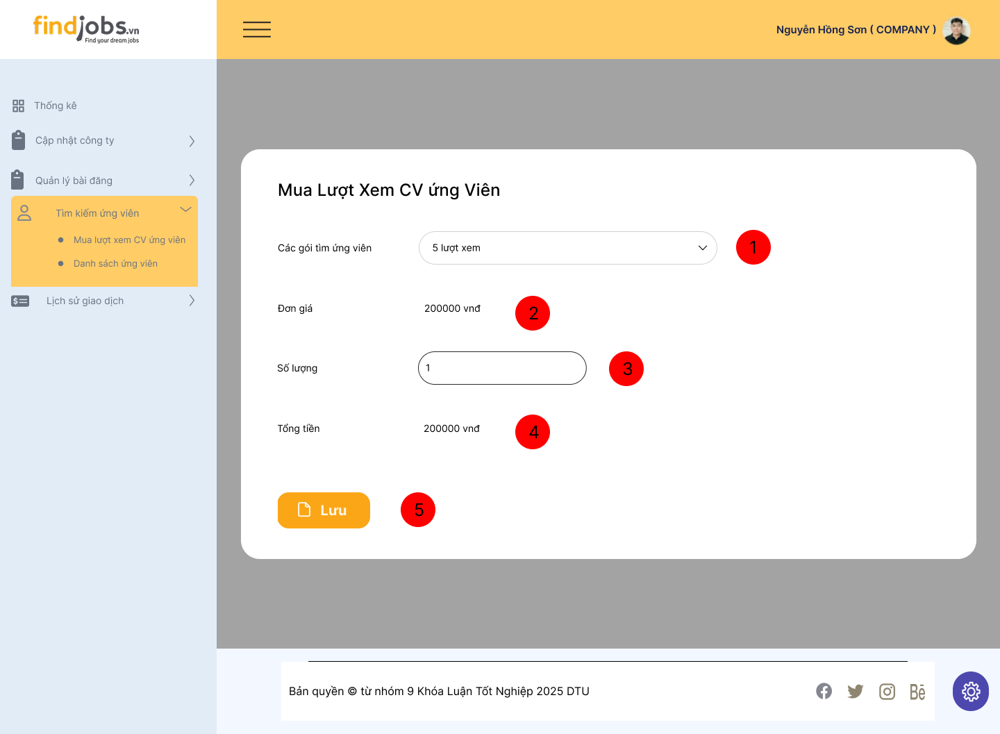 findjobs.vn
Find your dream jobs
Nguyễn Hồng Sơn ( COMPANY )
Thống kê
Cập nhật công ty
Quản lý bài đăng
Tìm kiếm ứng viên
Mua lượt xem CV ứng viên
Danh sách ứng viên
Lịch sử giao dịch
Mua Lượt Xem CV ứng Viên
Các gói tìm ứng viên 5 lượt xem 1
Đơn giá 200000 vnđ 2
Số lượng 1 3
Tổng tiền 200000 vnđ 4
Lưu 5
Bản quyền © từ nhóm 9 Khóa Luận Tốt Nghiệp 2025 DTU